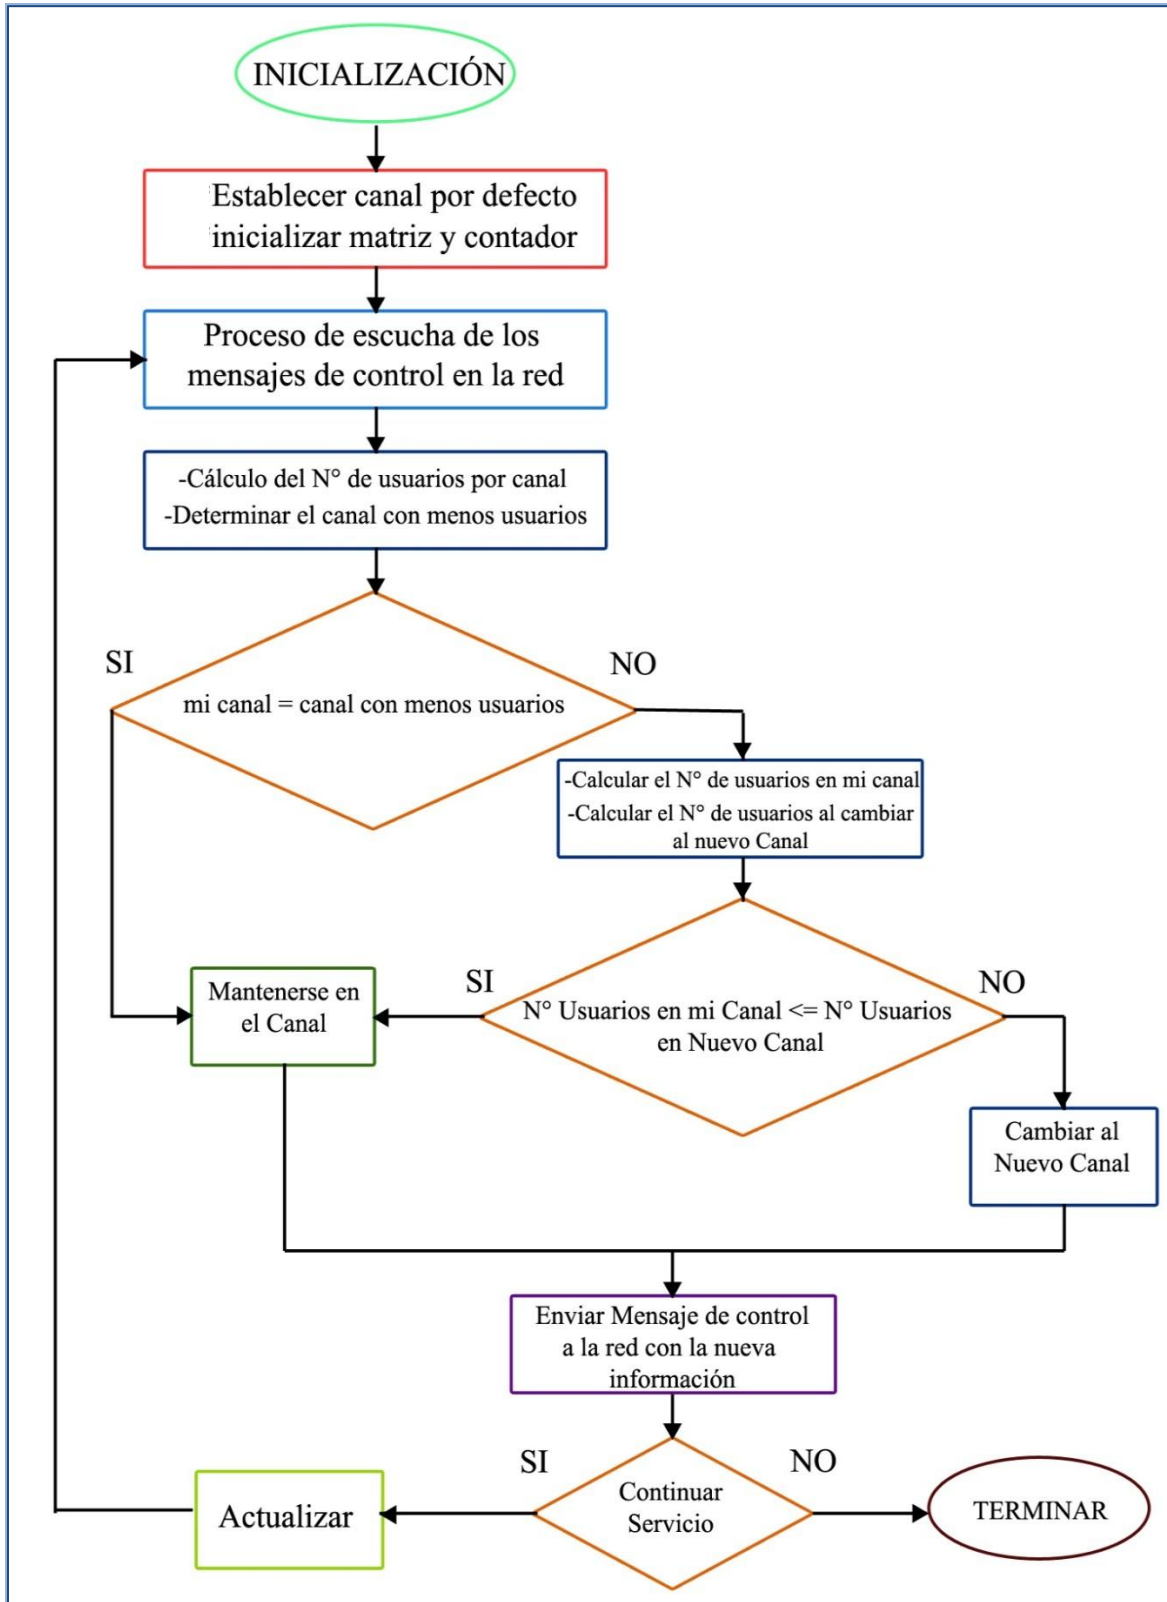 INICIALIZACIÓN
Establecer canal por defecto
inicializar matriz y contador
Proceso de escucha de los
mensajes de control en la red
-Cálculo del N° de usuarios por canal
-Determinar el canal con menos usuarios
SI
NO
mi canal = canal con menos usuarios
-Calcular el N° de usuarios en mi canal
-Calcular el N° de usuarios al cambiar
al nuevo Canal
Mantenerse en
el Canal
SI
NO
N° Usuarios en mi Canal <= N° Usuarios
en Nuevo Canal
Cambiar al
Nuevo Canal
Enviar Mensaje de control
a la red con la nueva
información
SI
NO
Continuar
Servicio
Actualizar
TERMINAR